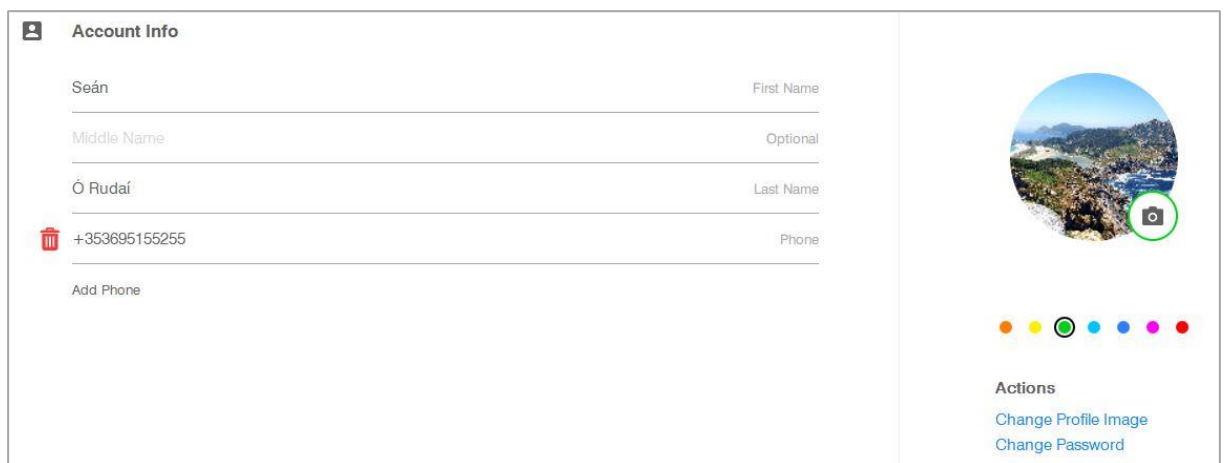 Account Info
Seán First Name
Middle Name Optional
Ó Rudaí Last Name
+353695155255 Phone
Add Phone
Actions
Change Profile Image
Change Password